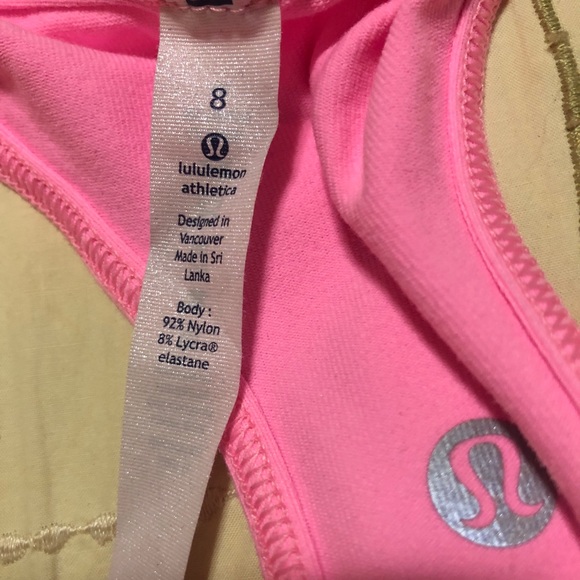 8
lululemon
athletica
Designed in
Vancouver
Made in Sri
Lanka
Body :
92% Nylon
8% Lycra®
elastane